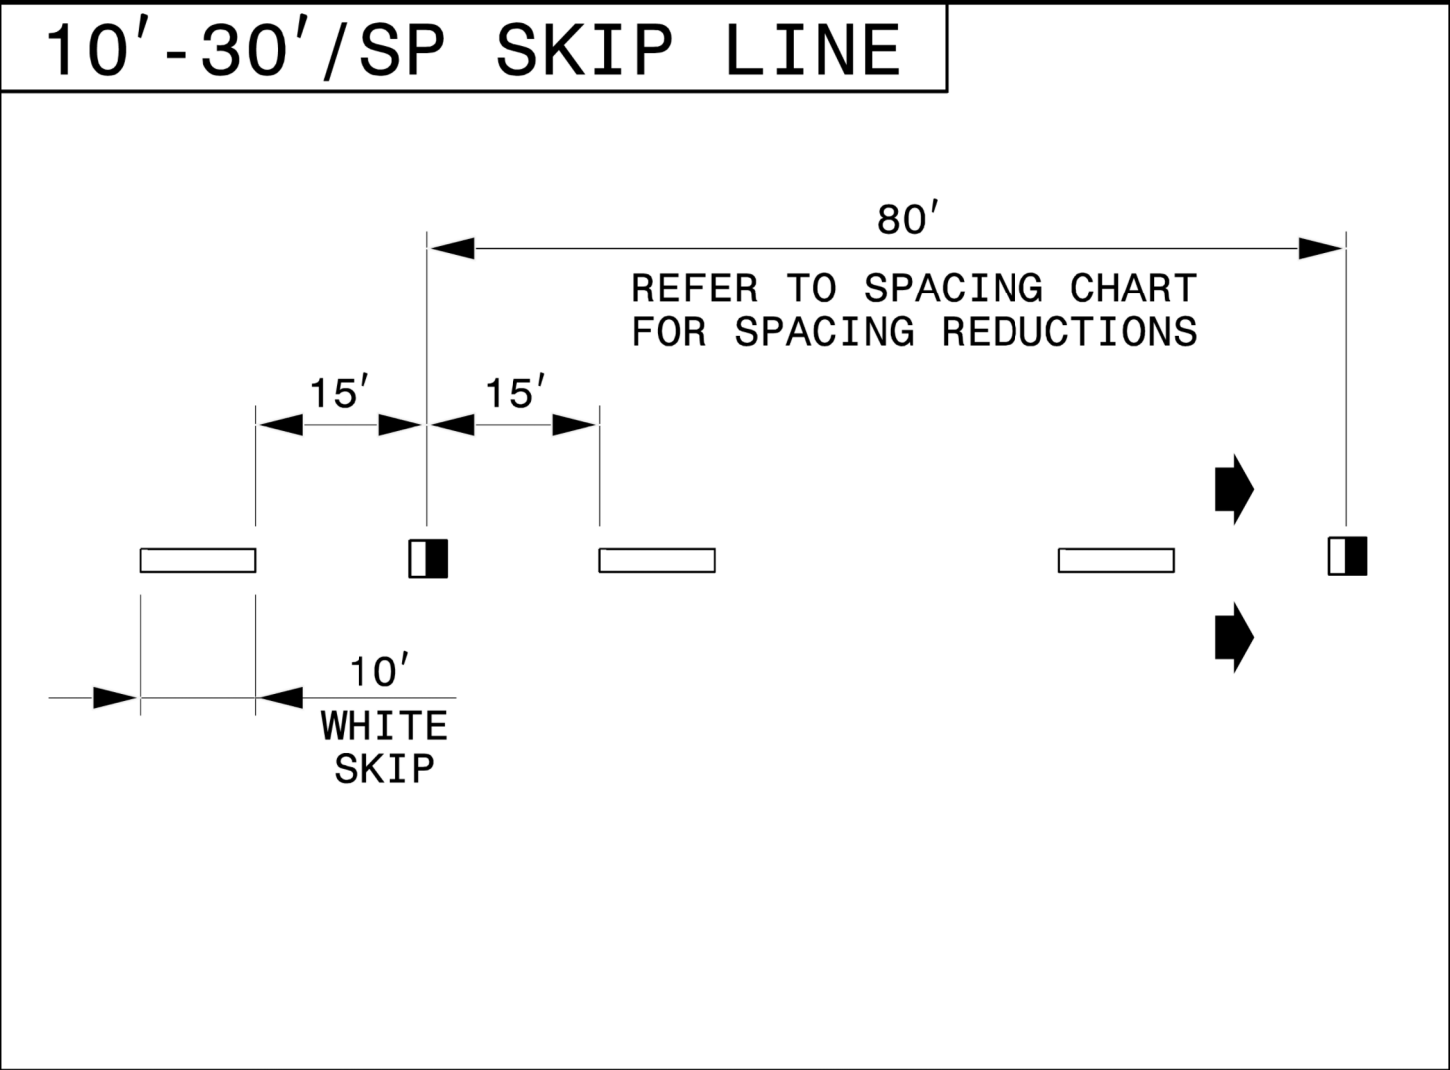 10'-30'/SP SKIP LINE
80'
REFER TO SPACING CHART
FOR SPACING REDUCTIONS
15'
15'
10'
WHITE
SKIP